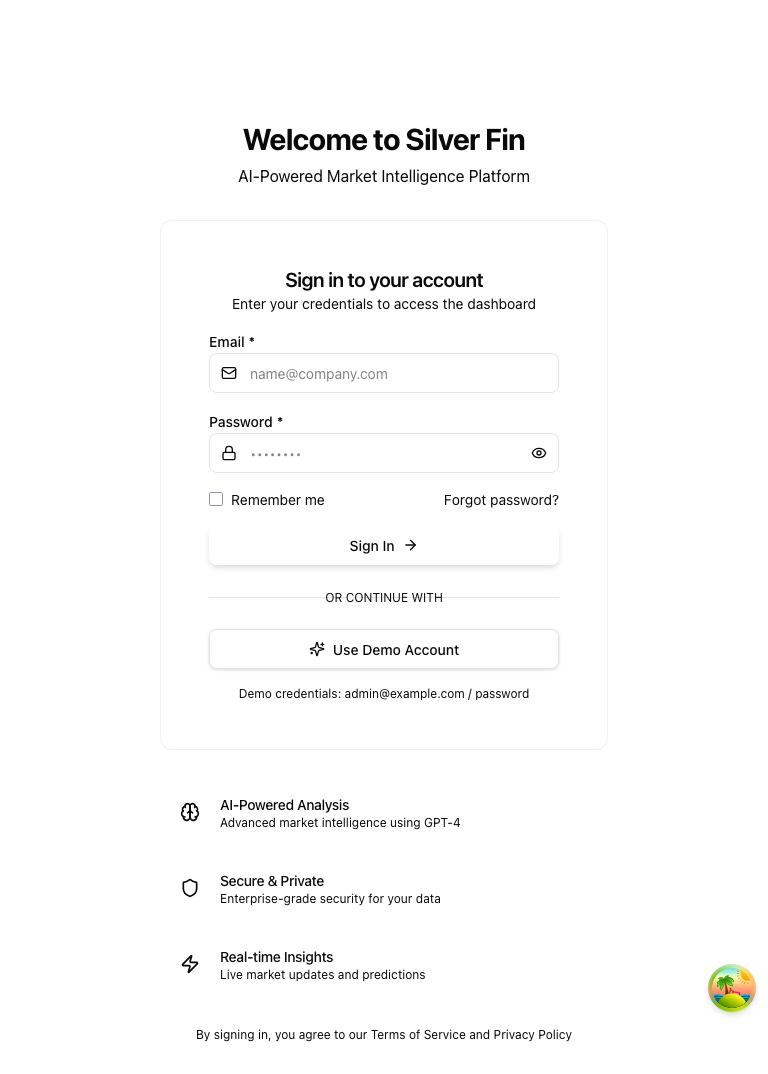 Welcome to Silver Fin
AI-Powered Market Intelligence Platform
Sign in to your account
Enter your credentials to access the dashboard
Email *
name@company.com
Password *
••••••••
Remember me
Forgot password?
Sign In
OR CONTINUE WITH
Use Demo Account
Demo credentials: admin@example.com / password
AI-Powered Analysis
Advanced market intelligence using GPT-4
Secure & Private
Enterprise-grade security for your data
Real-time Insights
Live market updates and predictions
By signing in, you agree to our Terms of Service and Privacy Policy